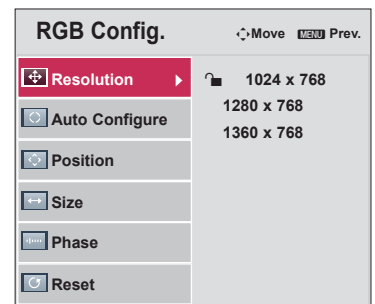 RGB Config.
Move MENU Prev.
Resolution
1024 x 768
1280 x 768
1360 x 768
Auto Configure
Position
Size
Phase
Reset